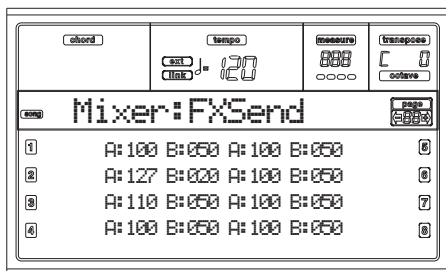 chord tempo measure transpose
ext ♩= 120 888 C 0
link octave
song Mixer:FXSend page
88
1 A:100 B:050 A:100 B:050 5
2 A:127 B:020 A:100 B:050 6
3 A:110 B:050 A:100 B:050 7
4 A:100 B:050 A:100 B:050 8